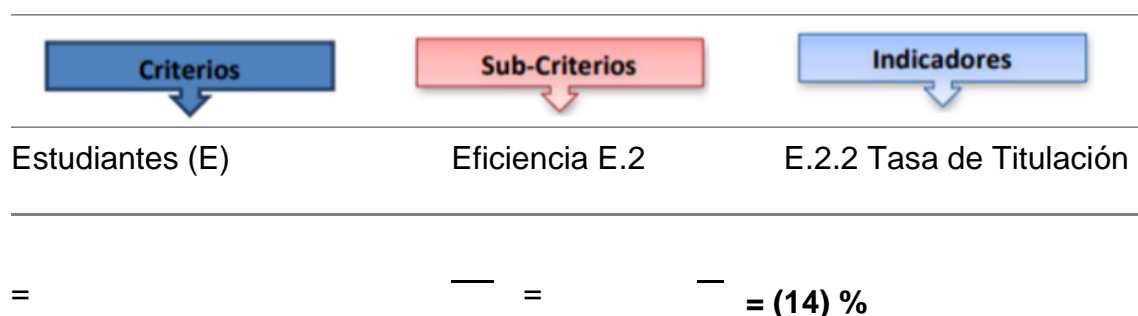 Criterios Sub-Criterios Indicadores
Estudiantes (E) Eficiencia E.2 E.2.2 Tasa de Titulación
= = = (14) %